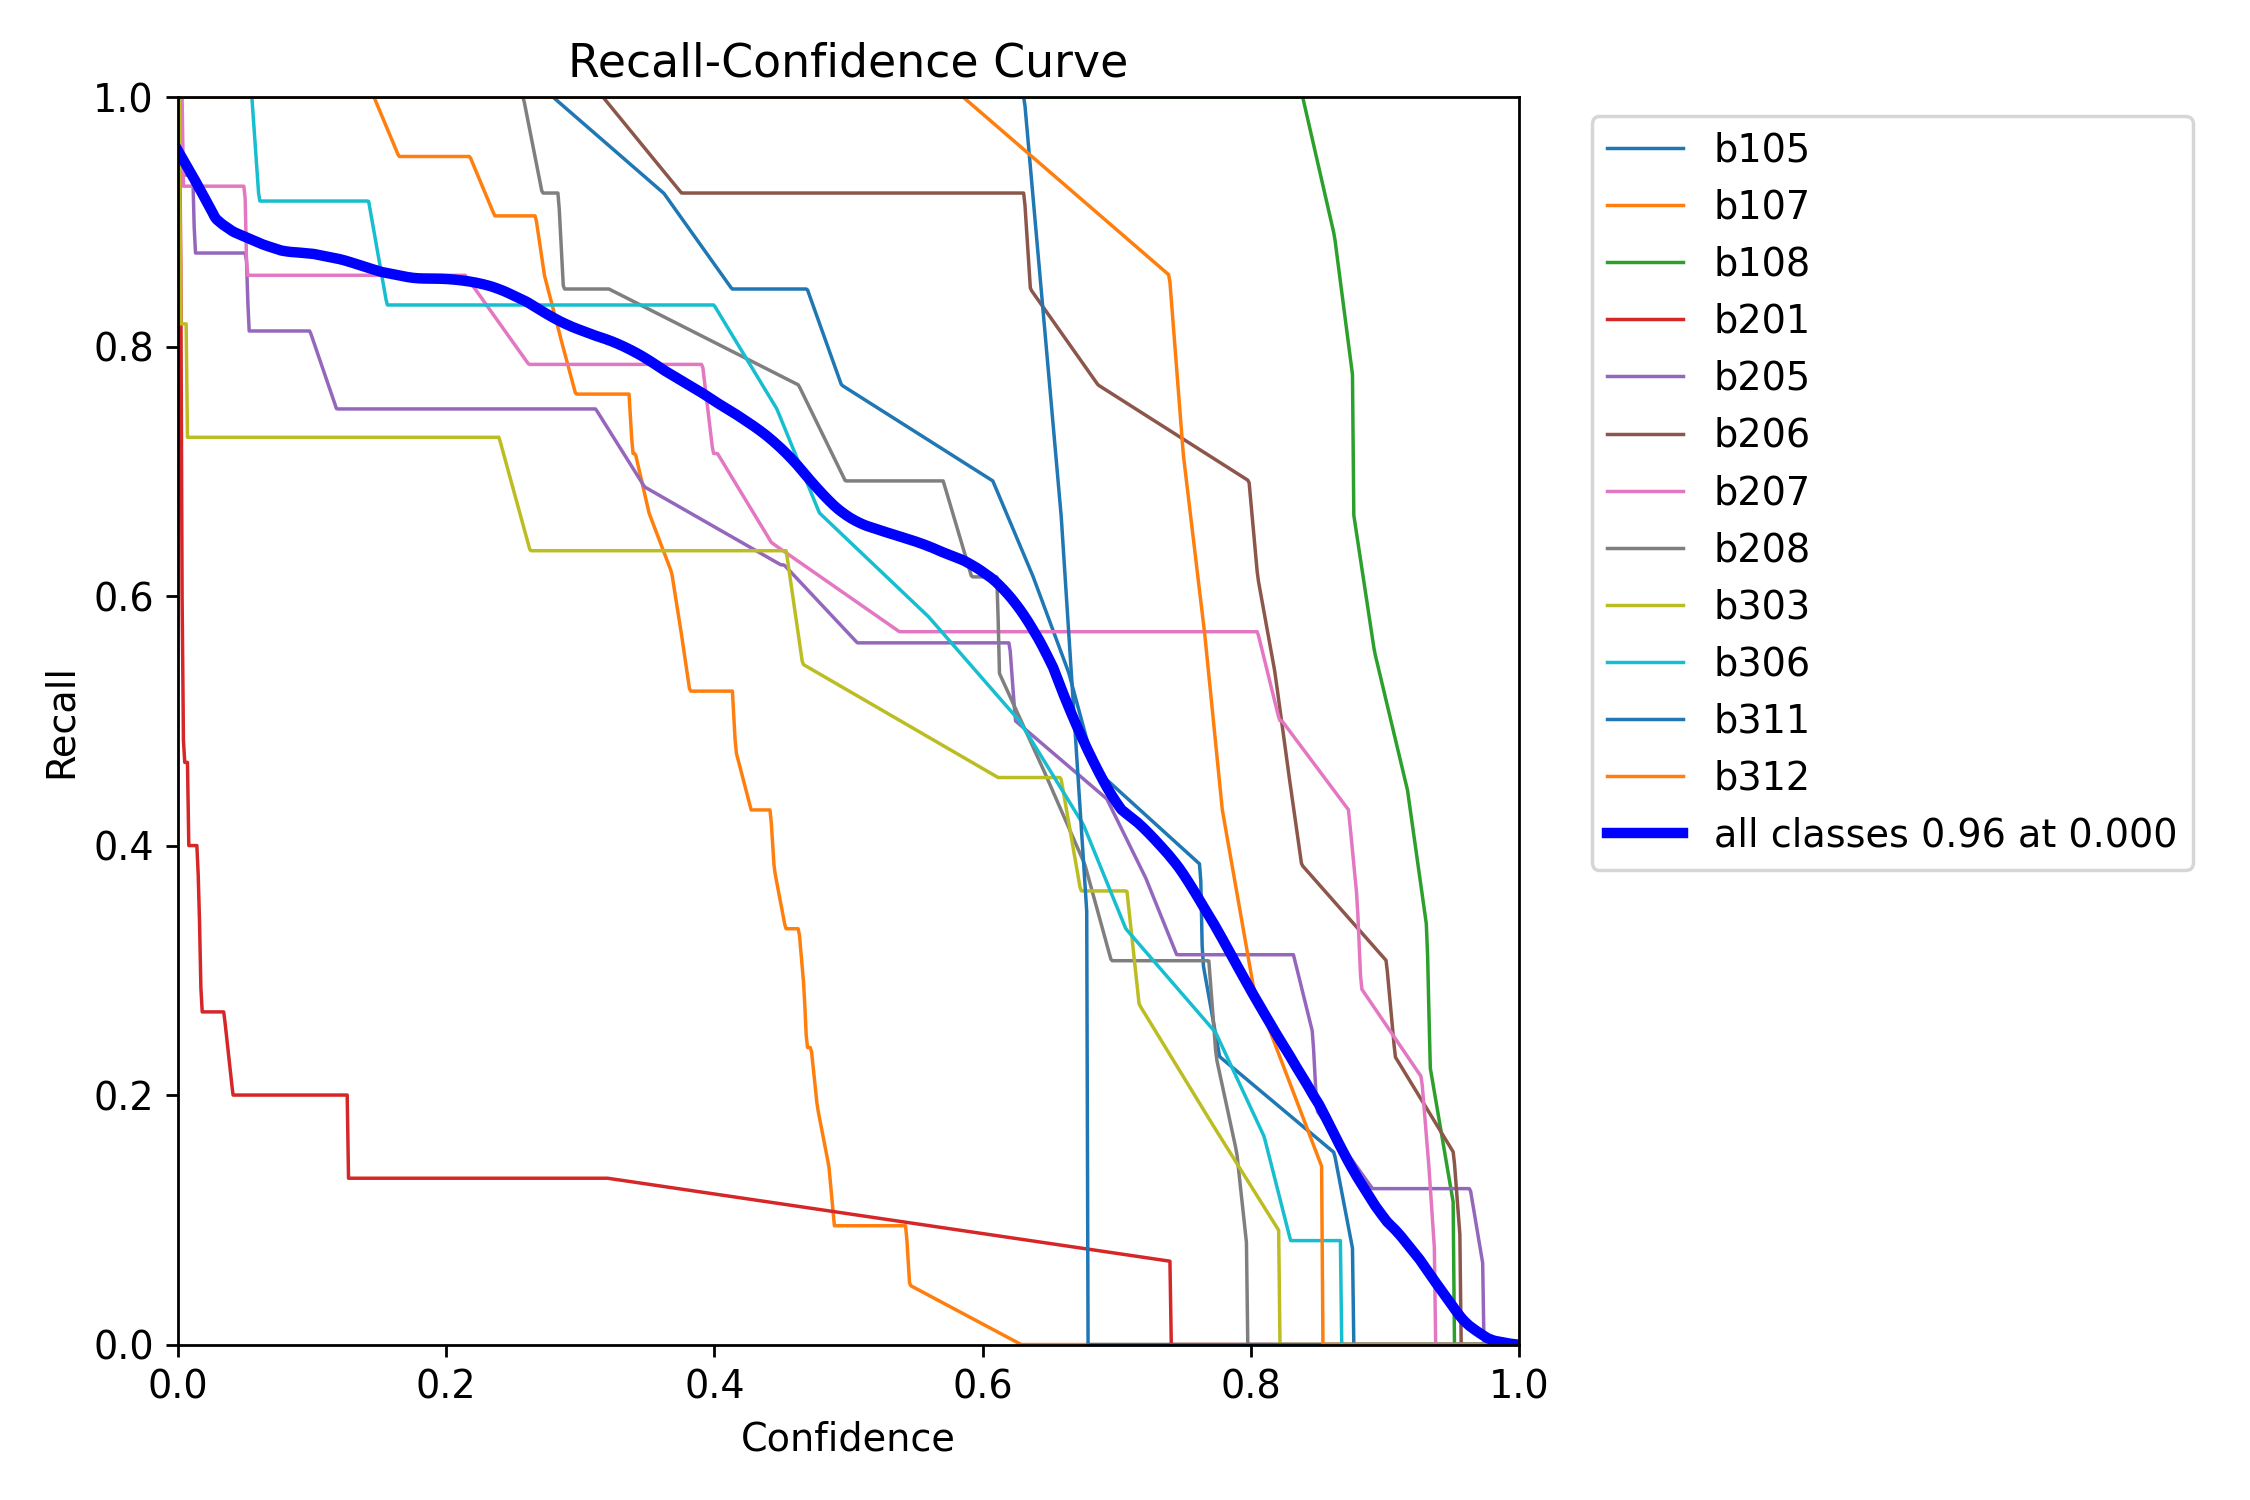 Recall-Confidence Curve
1.0
0.8
0.6
0.4
0.2
0.0
Recall
0.0 0.2 0.4 0.6 0.8 1.0
Confidence
b105
b107
b108
b201
b205
b206
b207
b208
b303
b306
b311
b312
all classes 0.96 at 0.000